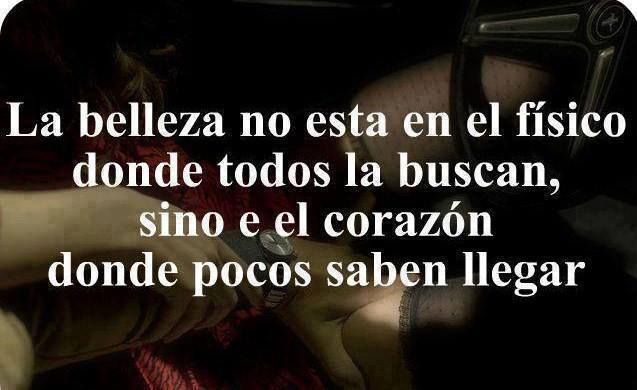 La belleza no esta en el físico
donde todos la buscan,
sino e el corazón
donde pocos saben llegar